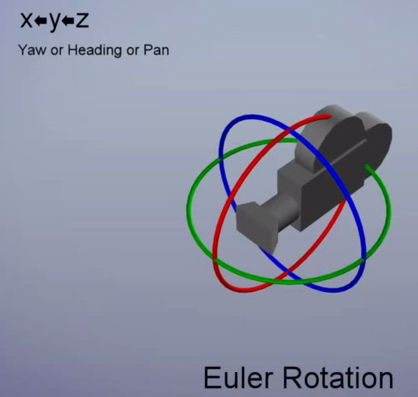 x←y←z
Yaw or Heading or Pan
Euler Rotation